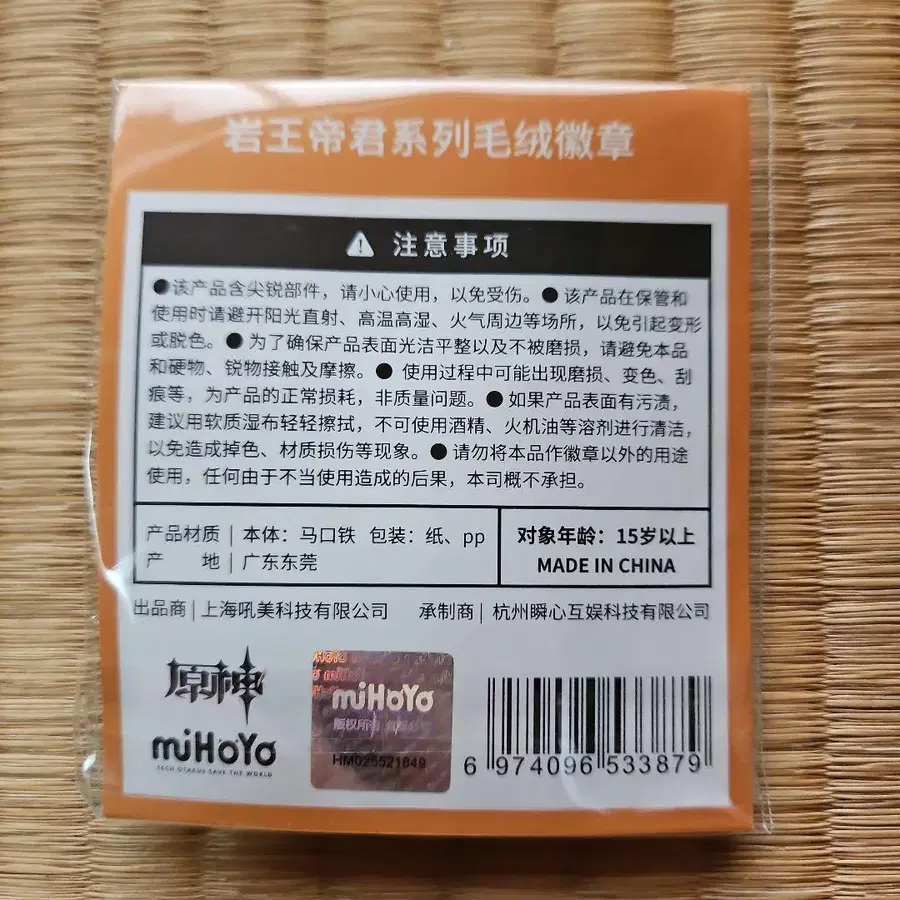 岩王帝君系列毛绒徽章
注意事项
●该产品含尖锐部件，请小心使用，以免受伤。● 该产品在保管和
使用时请避开阳光直射、高温高湿、火气周边等场所，以免引起变形
或脱色。● 为了确保产品表面光洁平整以及不被磨损，请避免本品
和硬物、锐物接触及摩擦。● 使用过程中可能出现磨损、变色、刮
痕等，为产品的正常损耗，非质量问题。● 如果产品表面有污渍，
建议用软质湿布轻轻擦拭，不可使用酒精、火机油等溶剂进行清洁，
以免造成掉色、材质损伤等现象。● 请勿将本品作徽章以外的用途
使用，任何由于不当使用造成的后果，本司概不承担。
产品材质 | 本体：马口铁 包装：纸、pp
产 地 | 广东东莞
对象年龄：15岁以上
MADE IN CHINA
出品商 | 上海吼美科技有限公司 承制商 | 杭州瞬心互娱科技有限公司
原神
miHoYo
TECH OTAKUS SAVE THE WORLD
miHoYo
版权所有
HM025521849
6 974096 533879